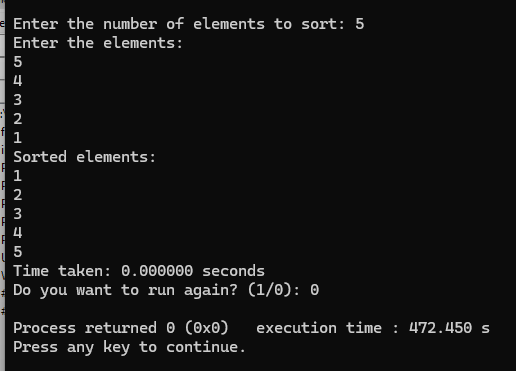 Enter the number of elements to sort: 5
Enter the elements:
5
4
3
2
1
Sorted elements:
1
2
3
4
5
Time taken: 0.000000 seconds
Do you want to run again? (1/0): 0
Process returned 0 (0x0)   execution time : 472.450 s
Press any key to continue.